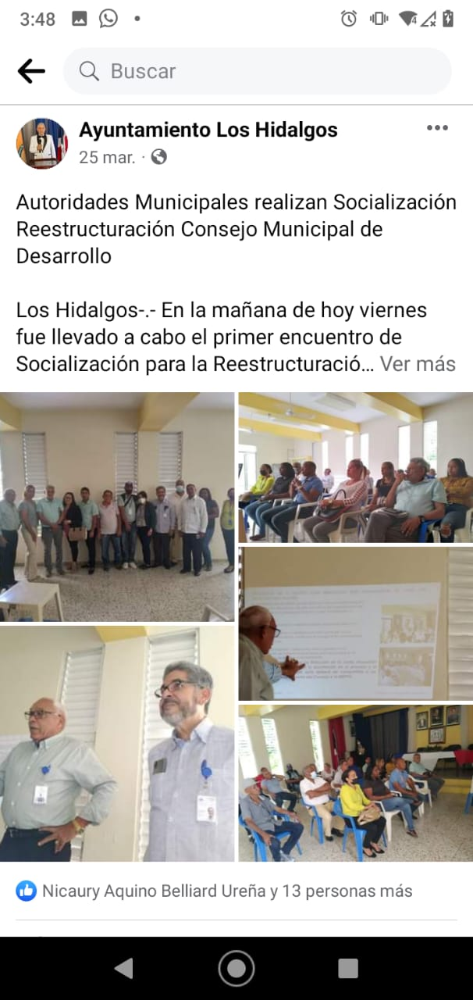 3:48
Buscar
Ayuntamiento Los Hidalgos
25 mar. ·
Autoridades Municipales realizan Socialización
Reestructuración Consejo Municipal de
Desarrollo
Los Hidalgos-.- En la mañana de hoy viernes
fue llevado a cabo el primer encuentro de
Socialización para la Reestructuració... Ver más
Nicaury Aquino Belliard Ureña y 13 personas más